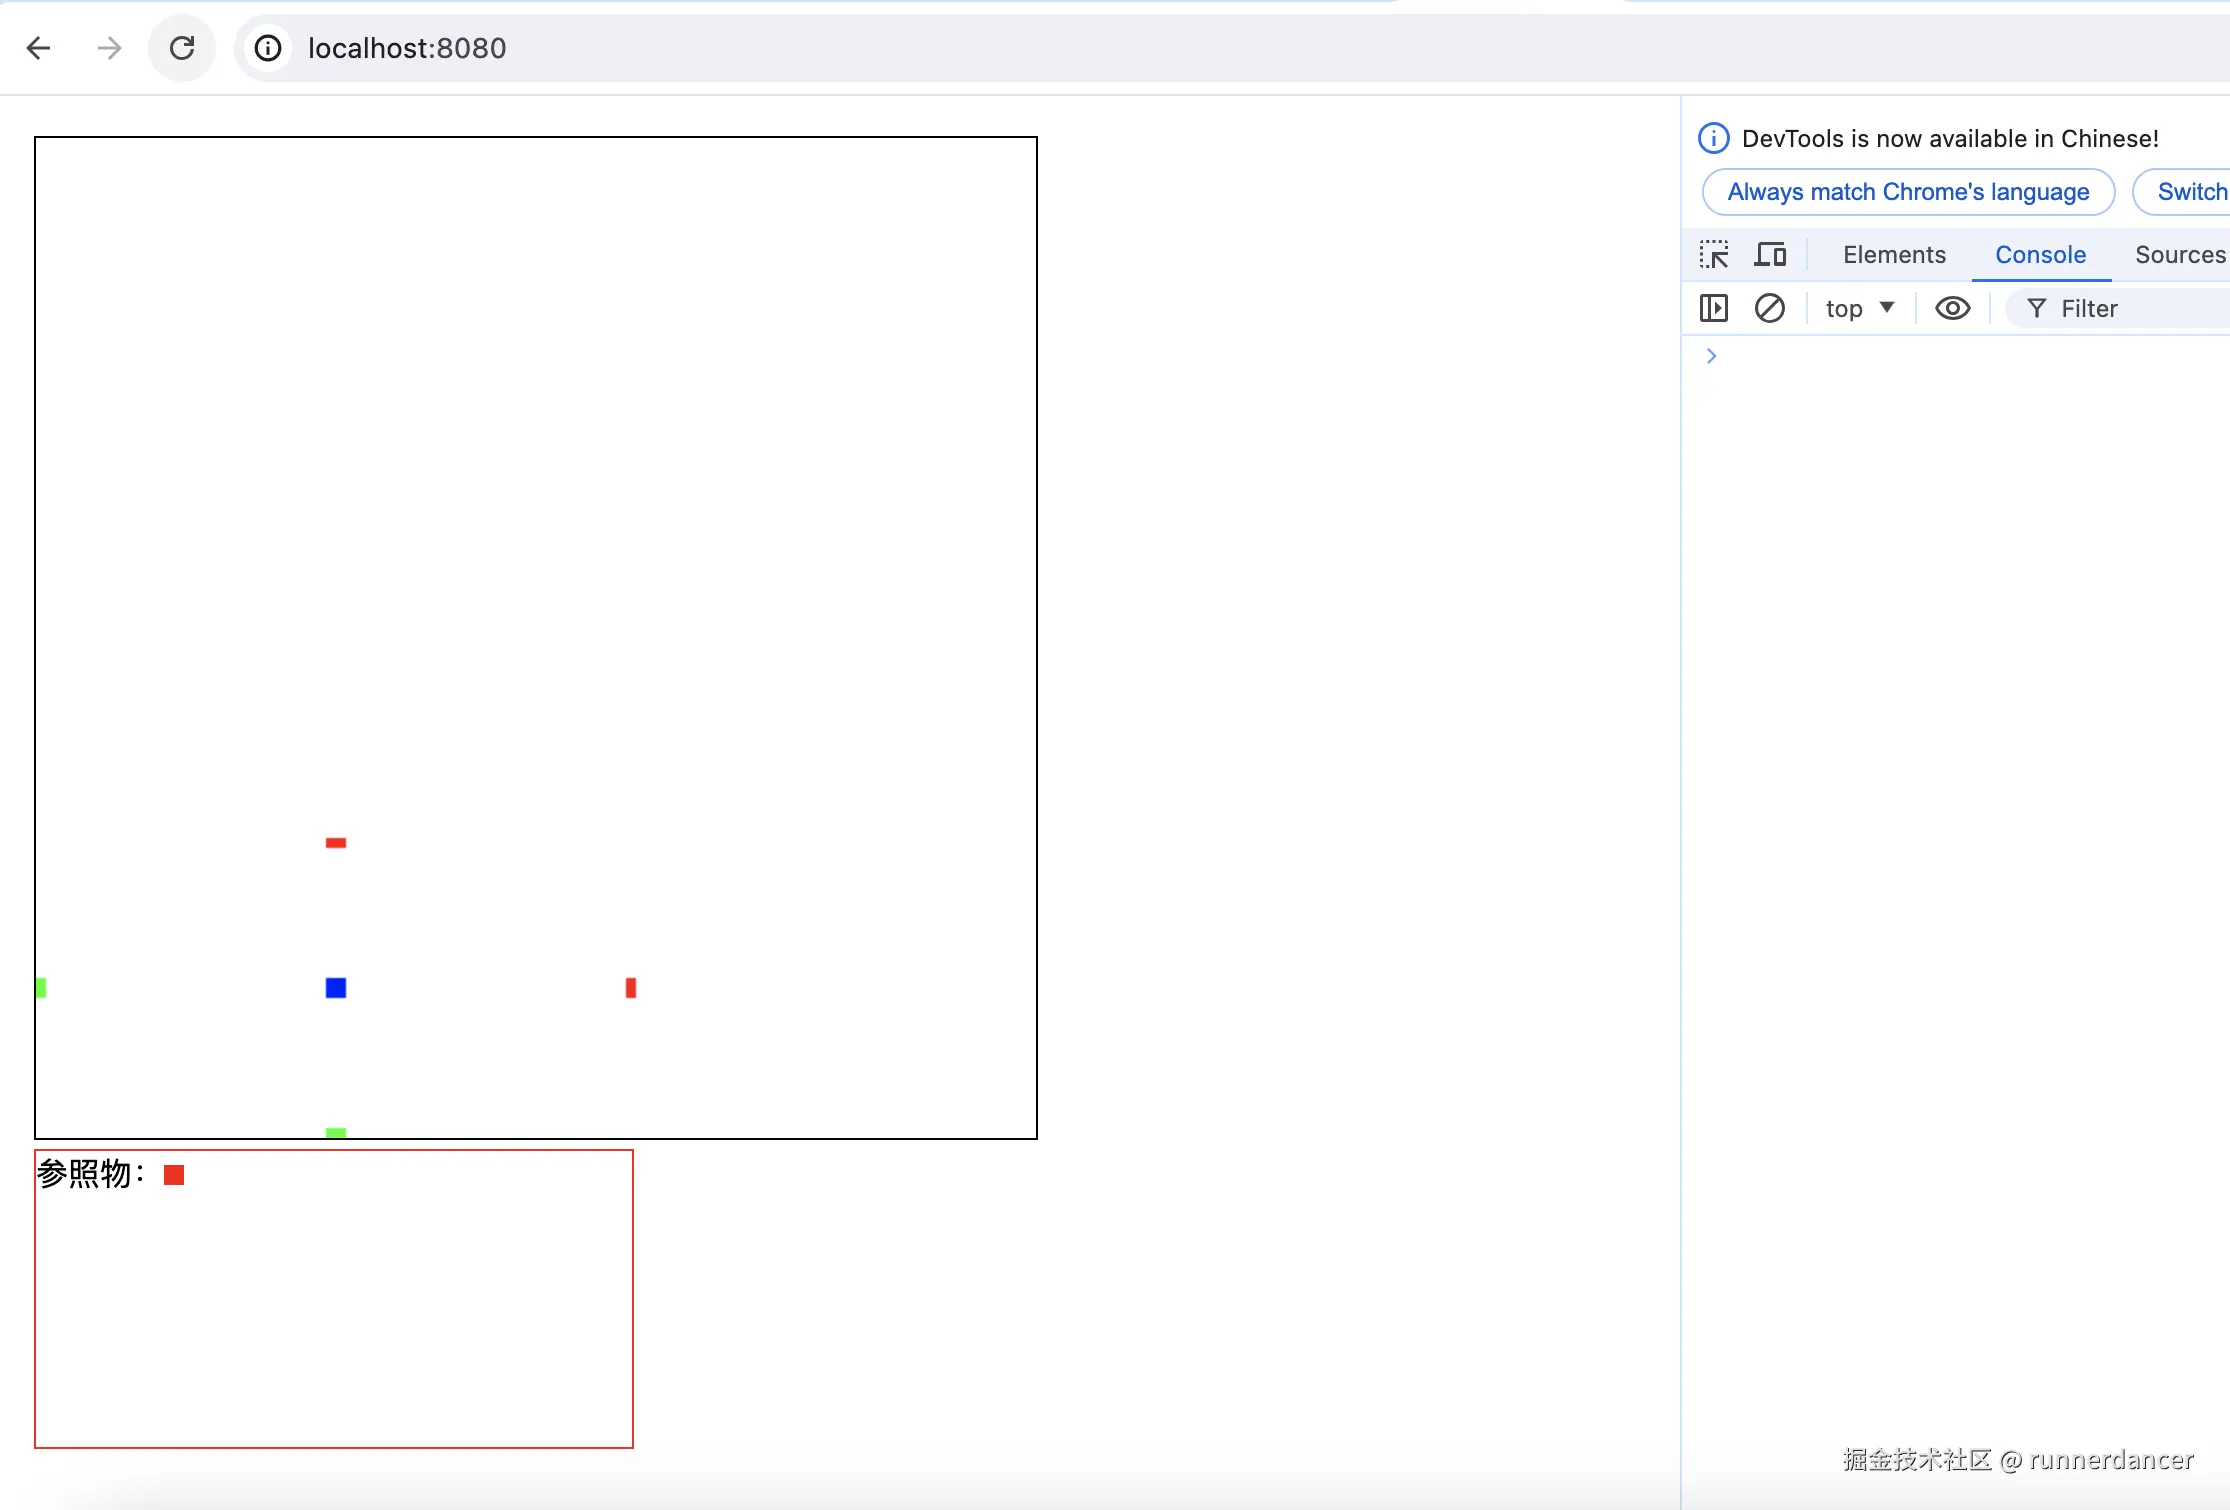 localhost:8080
DevTools is now available in Chinese!
Always match Chrome's language
Switch
Elements
Console
Sources
top
Filter
参照物：
掘金技术社区 @ runnerdancer